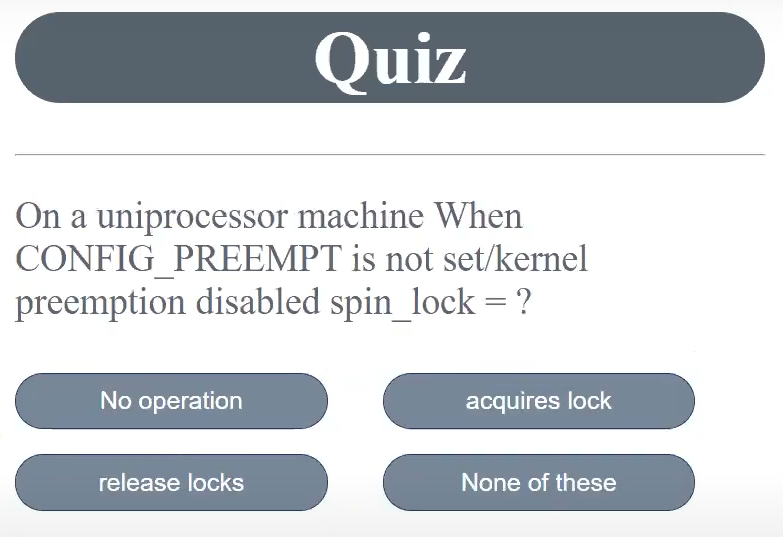 Quiz
On a uniprocessor machine When
CONFIG_PREEMPT is not set/kernel
preemption disabled spin_lock = ?
No operation
acquires lock
release locks
None of these